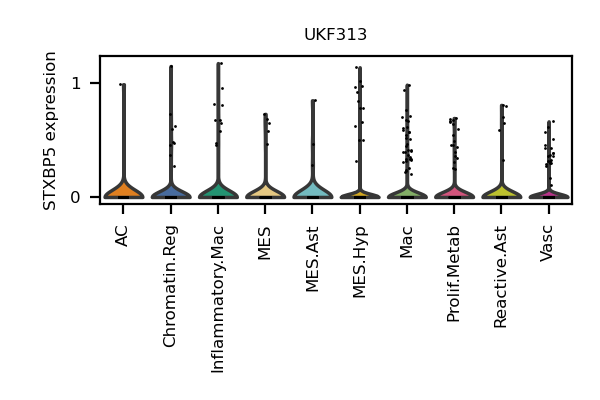 UKF313
STXBP5 expression
1
0
AC
Chromatin.Reg
Inflammatory.Mac
MES
MES.Ast
MES.Hyp
Mac
Prolif.Metab
Reactive.Ast
Vasc